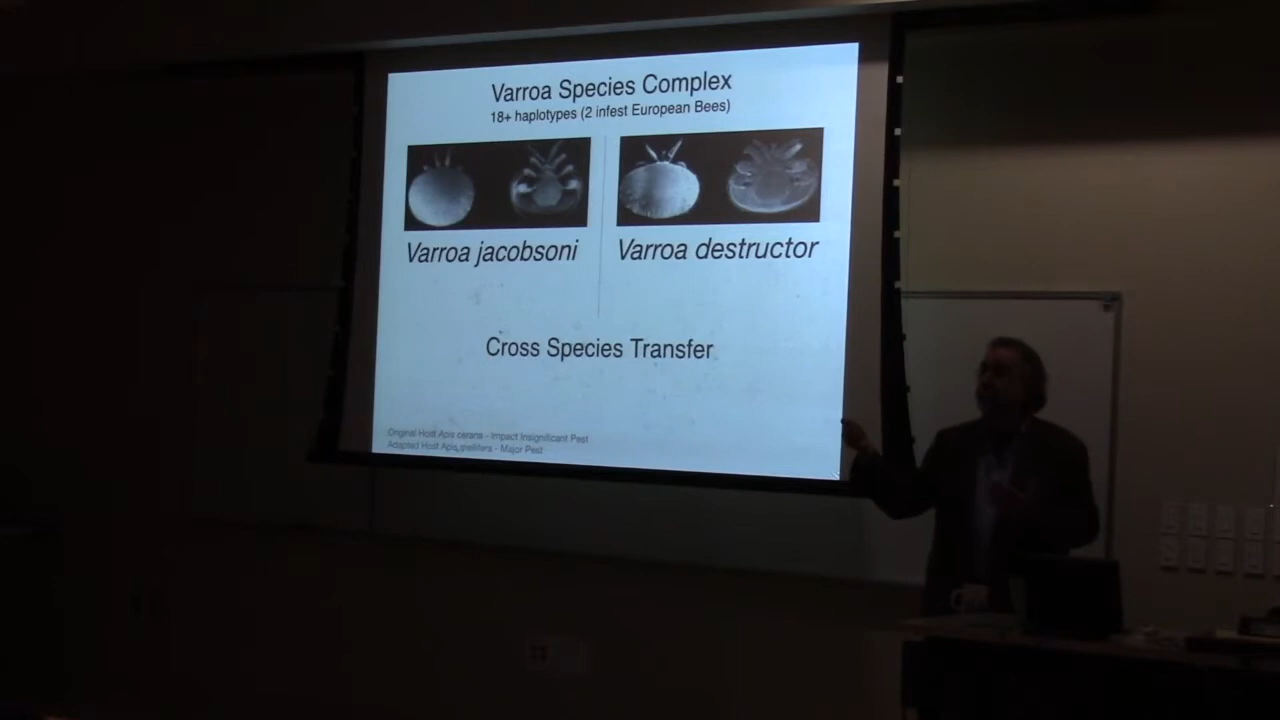 Varroa Species Complex
18+ haplotypes (2 infest European Bees)
Varroa jacobsoni
Varroa destructor
Cross Species Transfer
Original Host Apis cerana - Impact Insignificant Pest
Adapted Host Apis mellifera - Major Pest